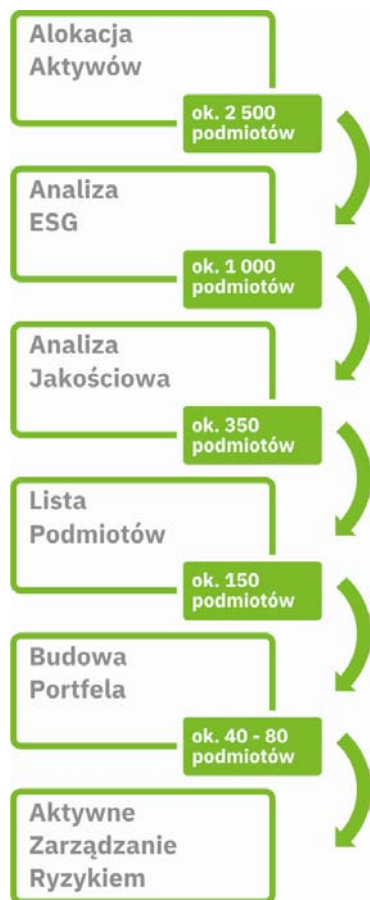 Alokacja
Aktywów
ok. 2 500
podmiotów
Analiza
ESG
ok. 1 000
podmiotów
Analiza
Jakościowa
ok. 350
podmiotów
Lista
Podmiotów
ok. 150
podmiotów
Budowa
Portfela
ok. 40 - 80
podmiotów
Aktywne
Zarządzanie
Ryzykiem